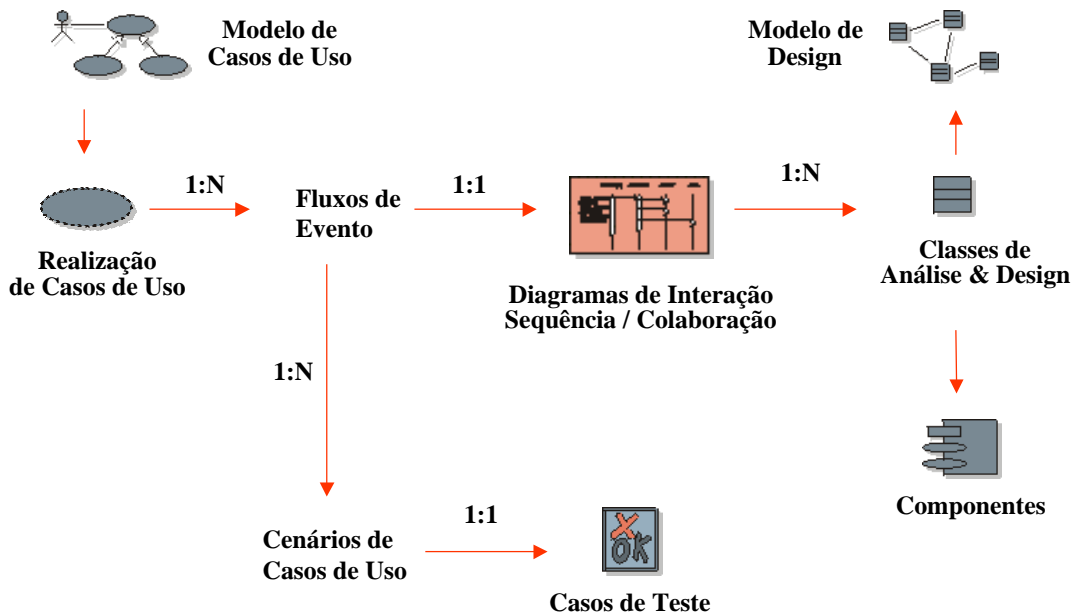 Modelo de
Casos de Uso
Modelo de
Design
1:N
Fluxos de
Evento
1:1
1:N
Realização
de Casos de Uso
Diagramas de Interação
Sequência / Colaboração
Classes de
Análise & Design
1:N
Cenários de
Casos de Uso
1:1
X
OK
Casos de Teste
Componentes